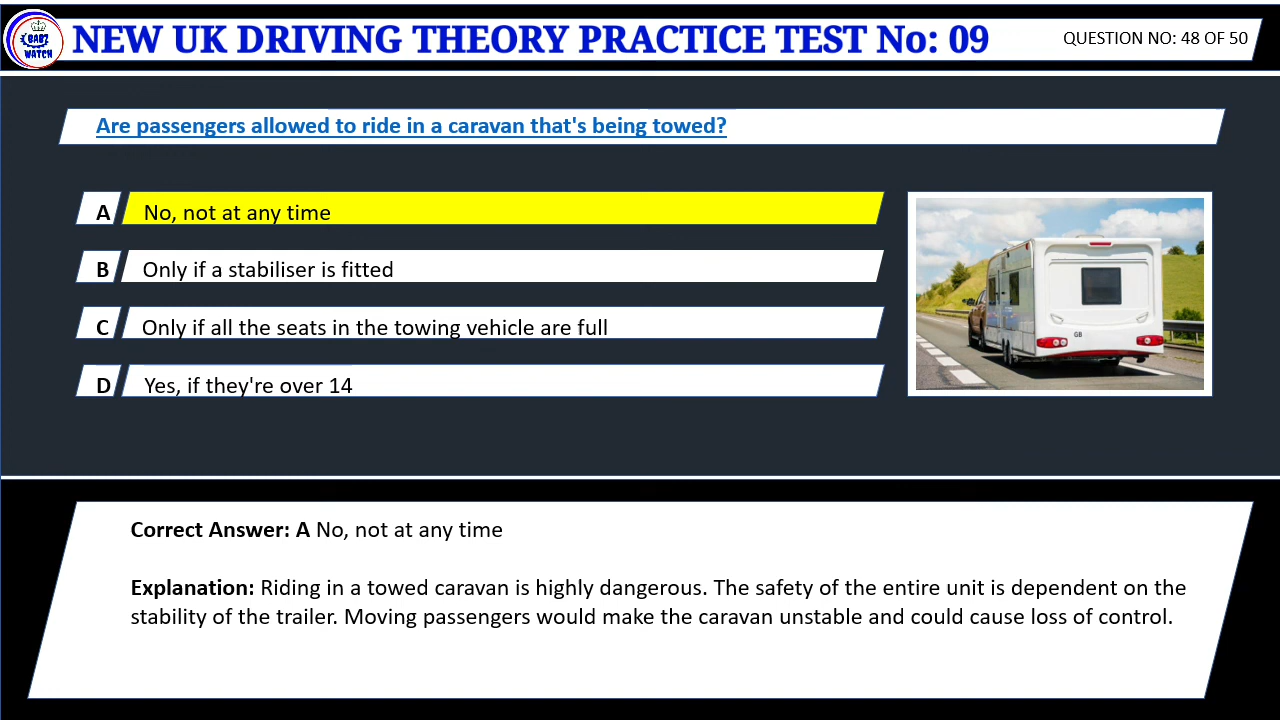 BABZ
WATCH
NEW UK DRIVING THEORY PRACTICE TEST No: 09
QUESTION NO: 48 OF 50
Are passengers allowed to ride in a caravan that's being towed?
A No, not at any time
B Only if a stabiliser is fitted
C Only if all the seats in the towing vehicle are full
D Yes, if they're over 14
GB
Correct Answer: A No, not at any time
Explanation: Riding in a towed caravan is highly dangerous. The safety of the entire unit is dependent on the
stability of the trailer. Moving passengers would make the caravan unstable and could cause loss of control.